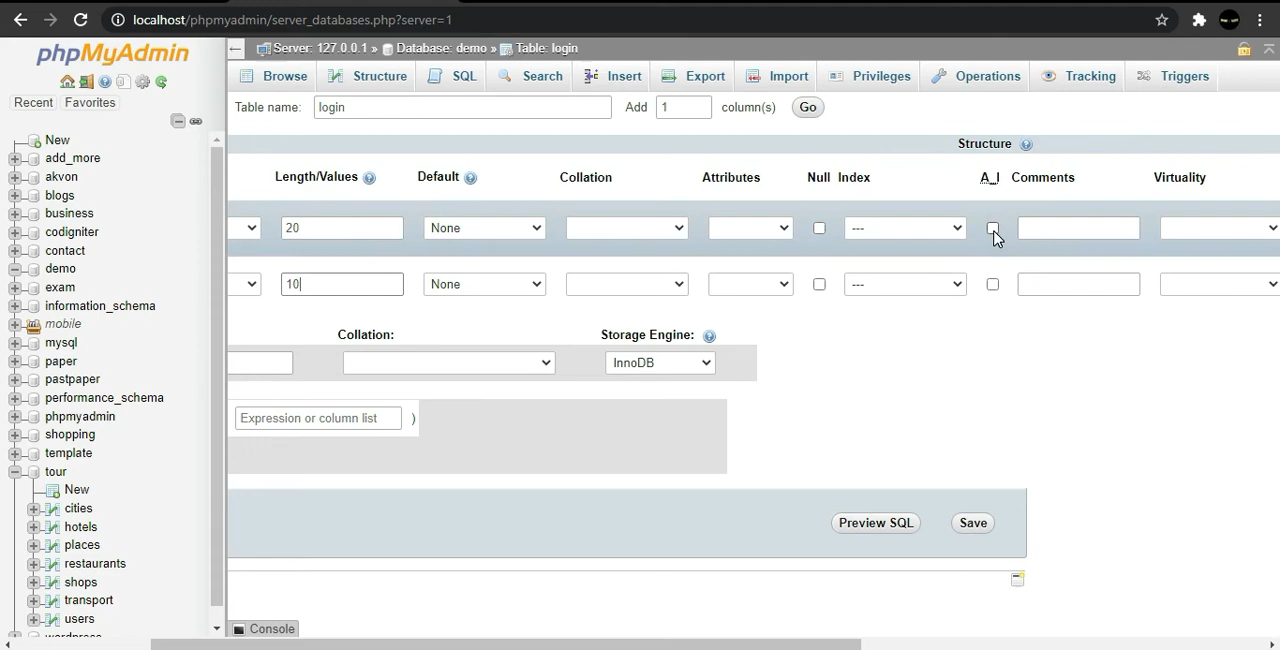 localhost/phpmyadmin/server_databases.php?server=1
phpMyAdmin
Recent Favorites
New
add_more
akvon
blogs
business
codigniter
contact
demo
exam
information_schema
mobile
mysql
paper
pastpaper
performance_schema
phpmyadmin
shopping
template
tour
New
cities
hotels
places
restaurants
shops
transport
users
Server: 127.0.0.1 » Database: demo » Table: login
Browse Structure SQL Search Insert Export Import Privileges Operations Tracking Triggers
Table name: login Add 1 column(s) Go
Structure
Length/Values Default Collation Attributes Null Index A_I Comments Virtuality
20 None ---
10 None ---
Collation: Storage Engine:
InnoDB
Expression or column list )
Preview SQL Save
Console